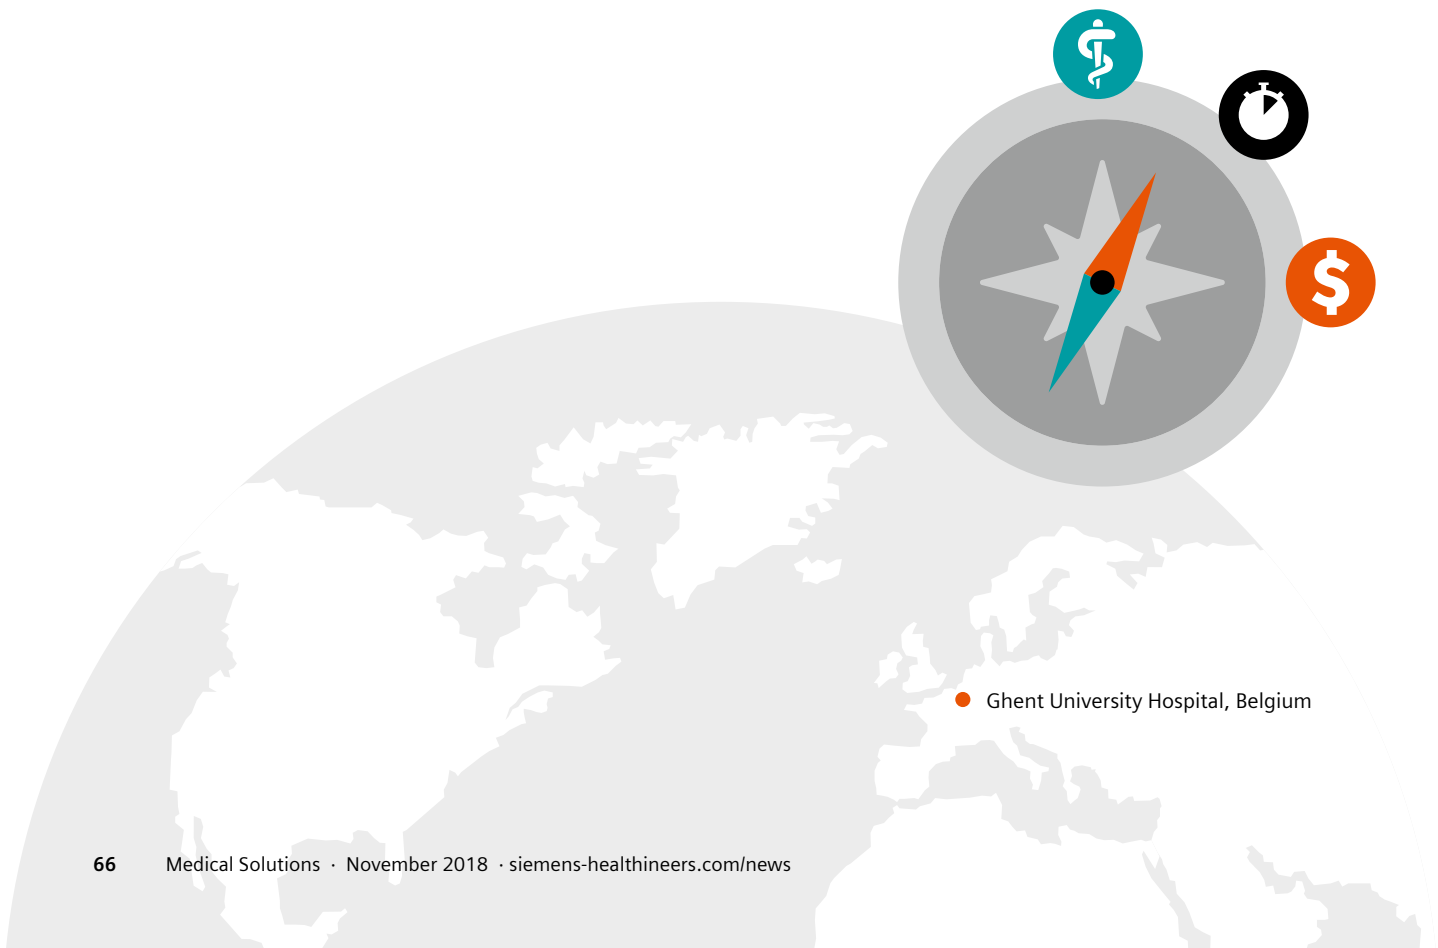 $
Ghent University Hospital, Belgium
66 Medical Solutions · November 2018 · siemens-healthineers.com/news